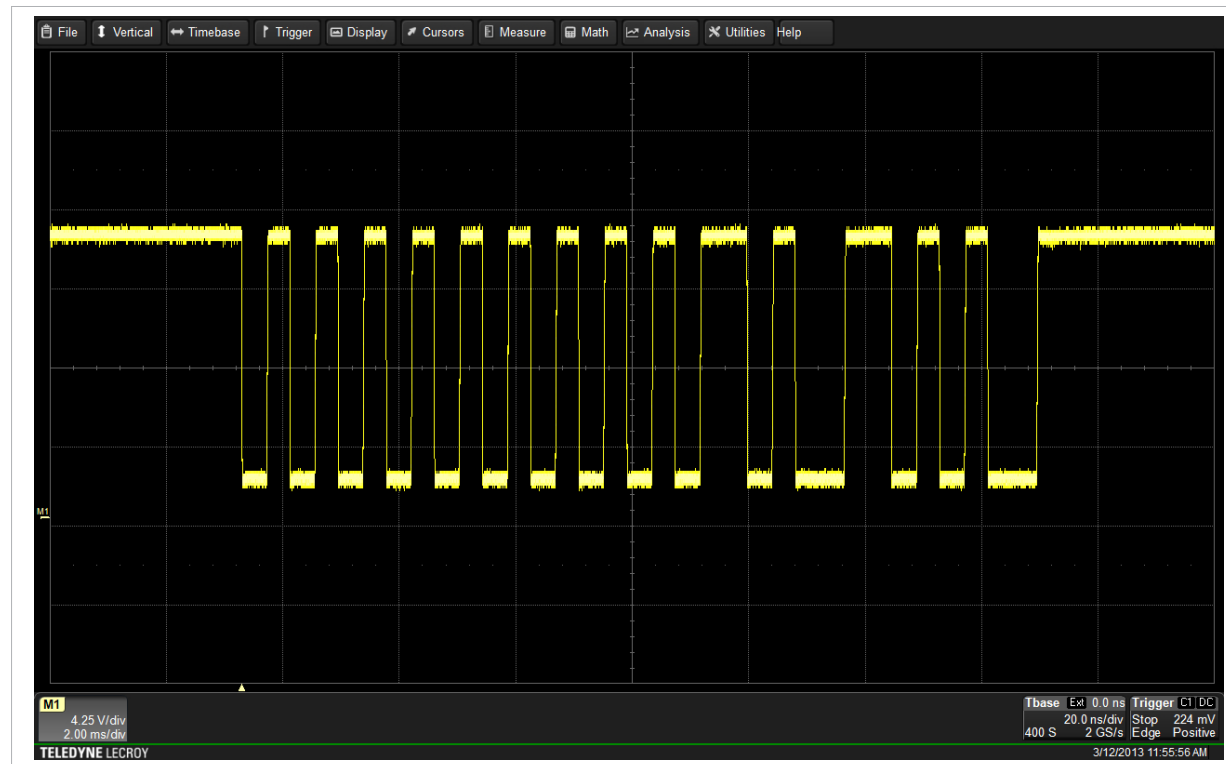 File Vertical Timebase Trigger Display Cursors Measure Math Analysis Utilities Help
M1
M1
4.25 V/div
2.00 ms/div
Tbase Ext 0.0 ns Trigger C1 DC
20.0 ns/div Stop 224 mV
400 S 2 GS/s Edge Positive
TELEDYNE LECROY 3/12/2013 11:55:56 AM